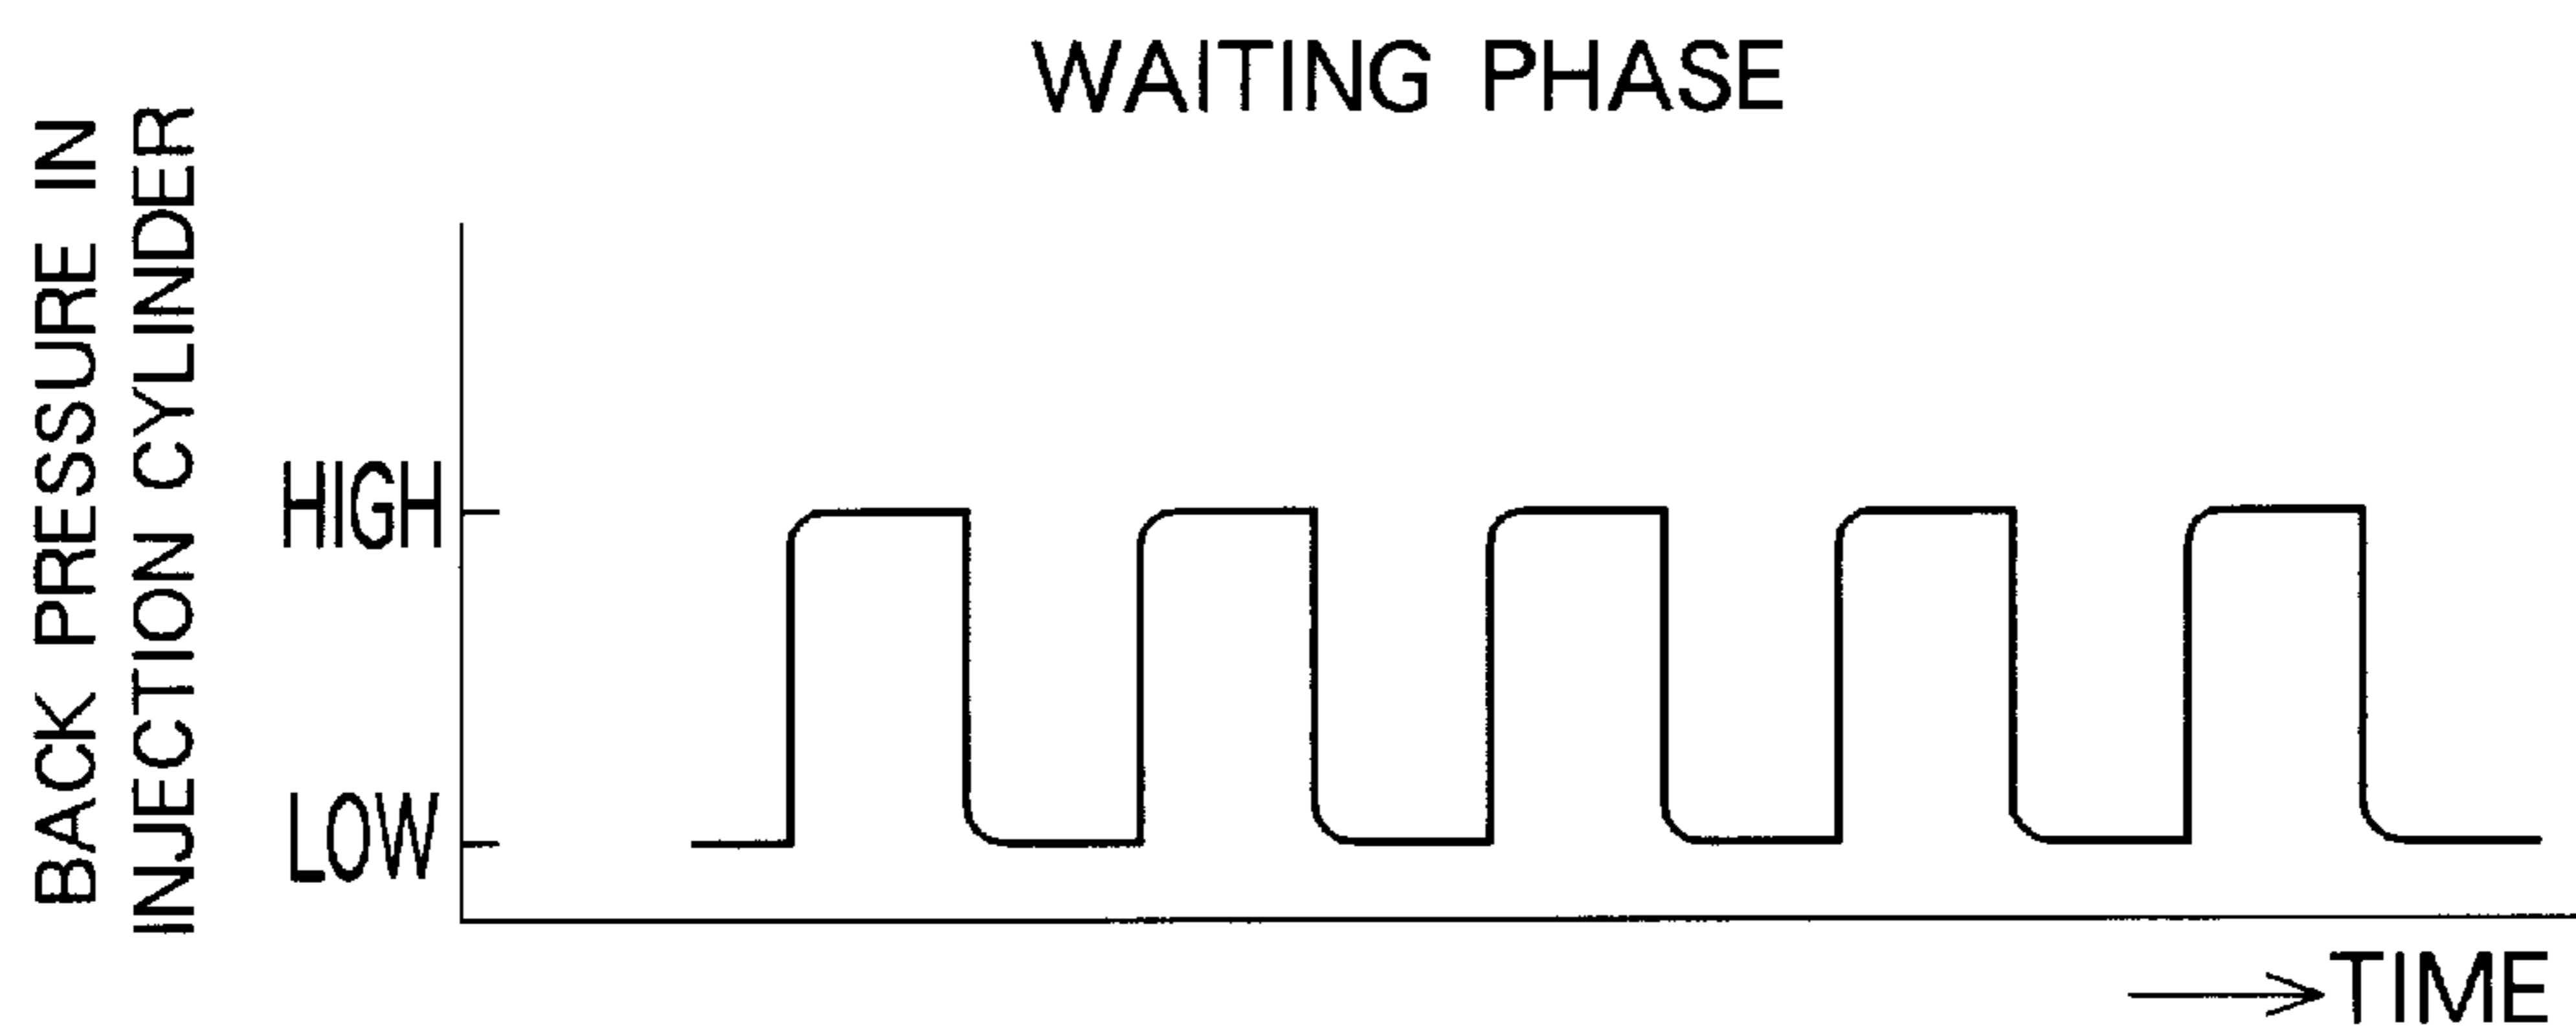 WAITING PHASE
BACK PRESSURE IN
INJECTION CYLINDER
HIGH
LOW
TIME